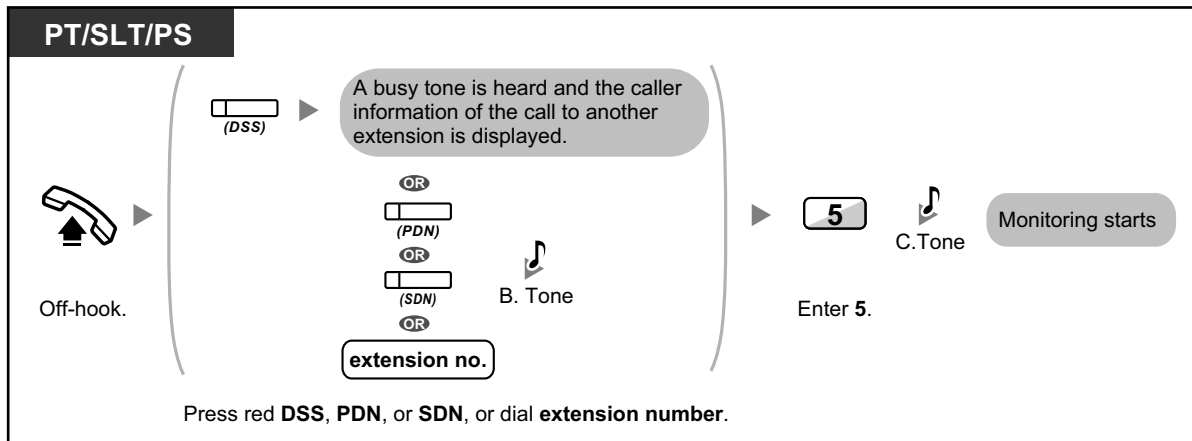 PT/SLT/PS
(DSS)
A busy tone is heard and the caller
information of the call to another
extension is displayed.
OR
(PDN)
OR
(SDN)
B. Tone
OR
extension no.
5
C.Tone
Monitoring starts
Off-hook.
Enter 5.
Press red DSS, PDN, or SDN, or dial extension number.